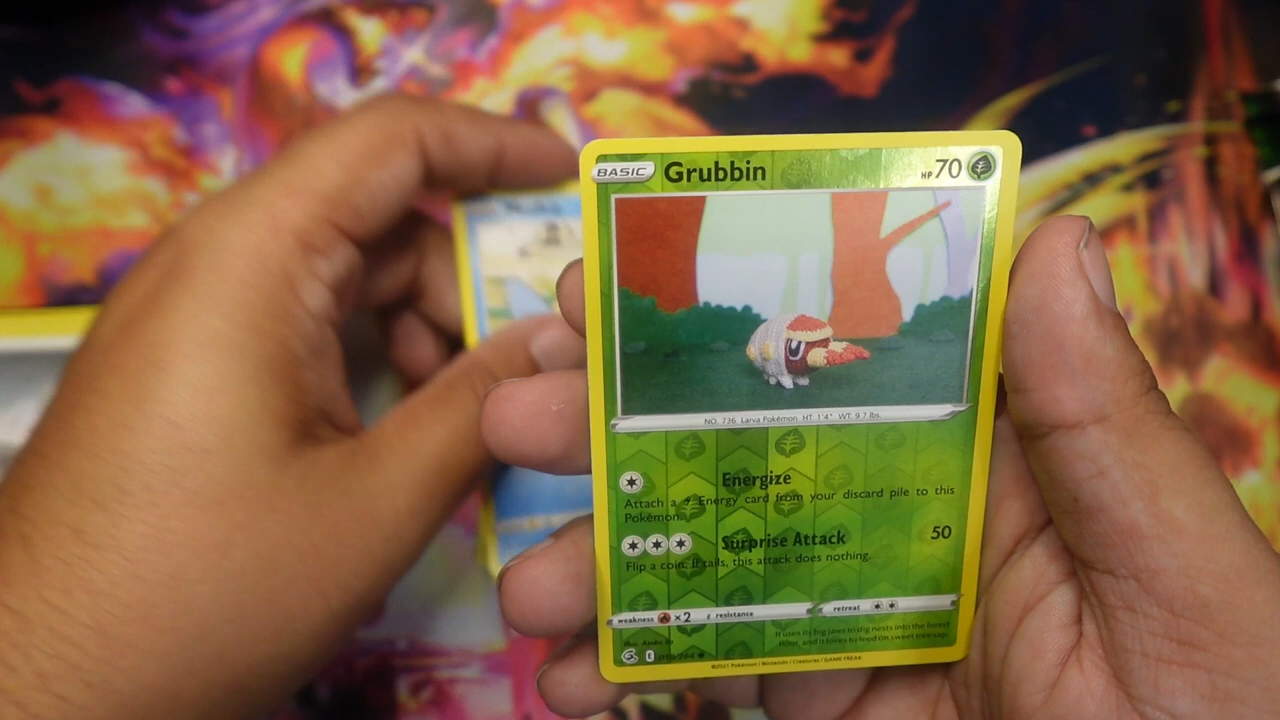 BASIC Grubbin HP 70
NO. 736 Larva Pokémon HT: 1'4" WT: 9.7 lbs.
Energize
Attach a Energy card from your discard pile to this
Pokémon.
Surprise Attack 50
Flip a coin. If tails, this attack does nothing.
weakness ×2 resistance retreat
It uses its big jaws to dig nests into the forest
floor, and it loves to feed on sweet tree sap.
E /264
©2021 Pokémon / Nintendo / Creatures / GAME FREAK